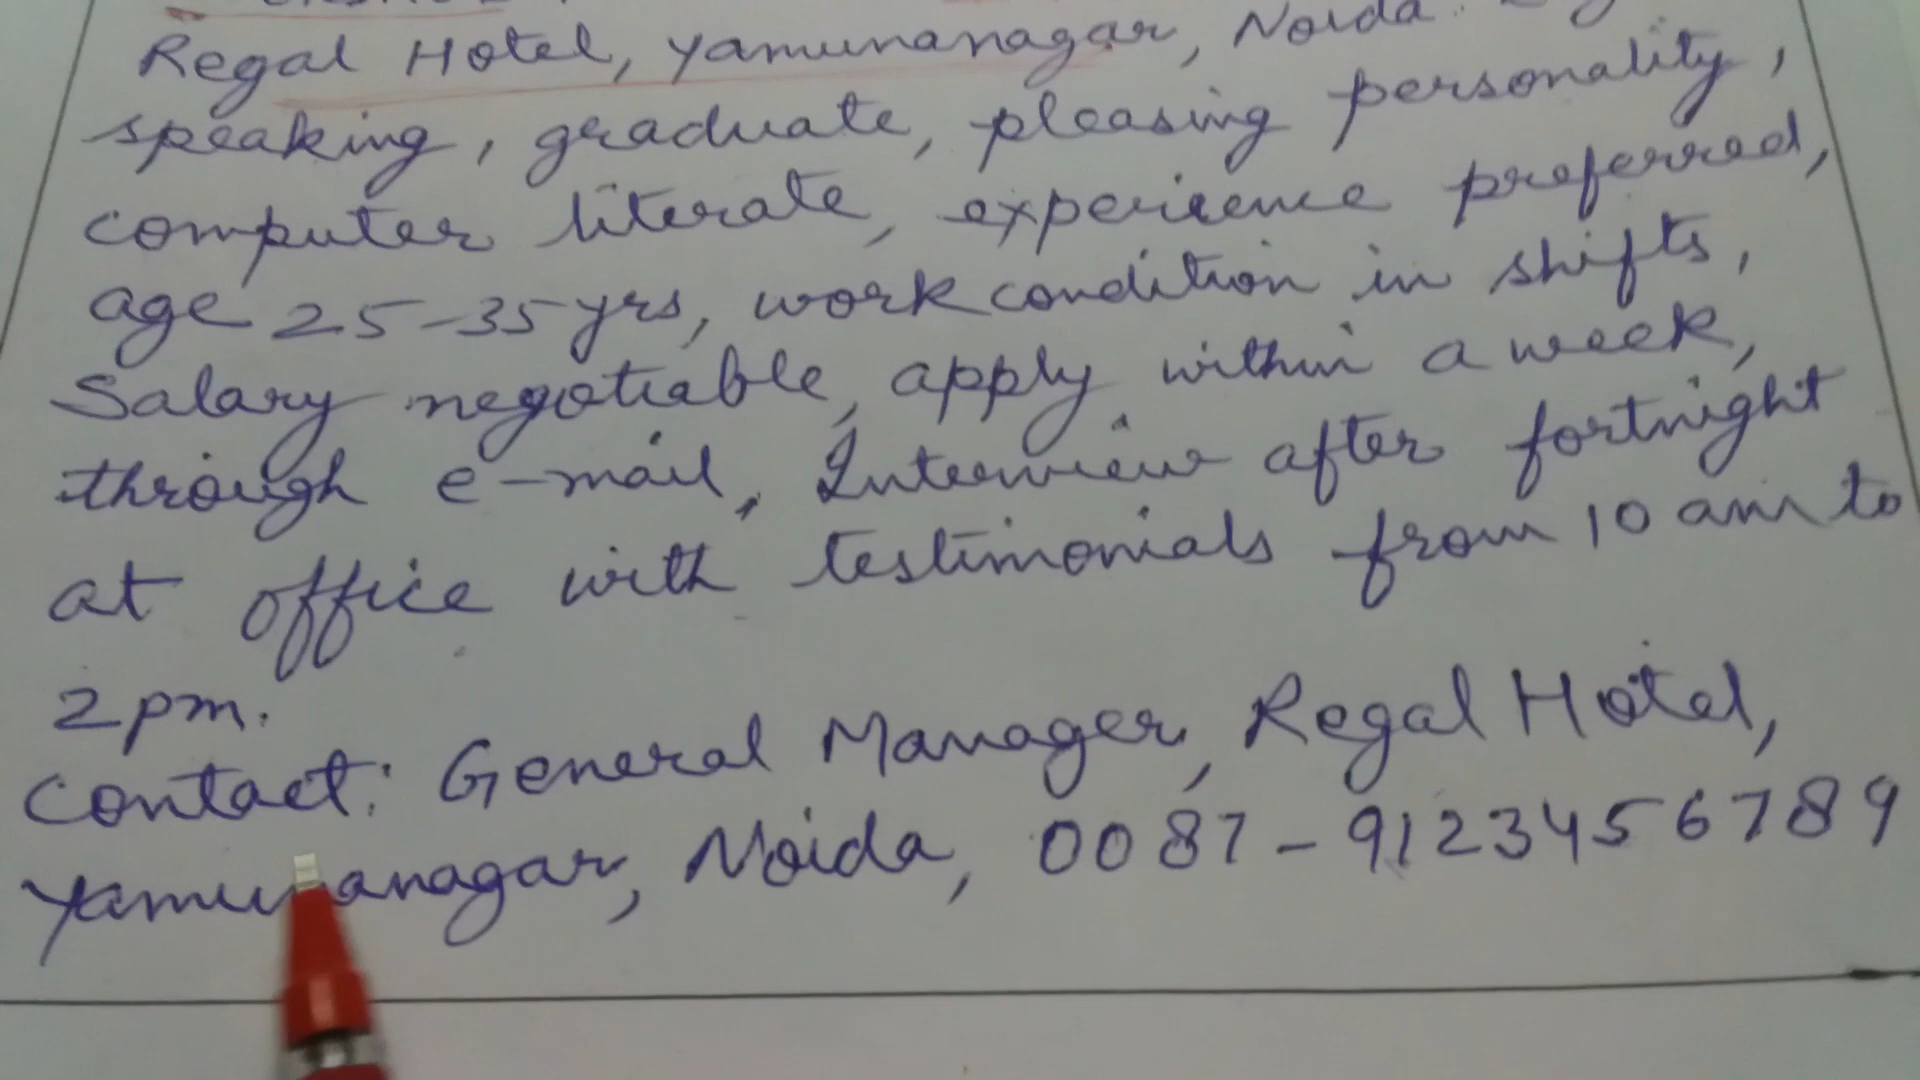 Regal Hotel, Yamunanagar, Noida.
speaking, graduate, pleasing personality,
computer literate, experience preferred,
age 25-35 yrs, work condition in shifts,
Salary negotiable, apply within a week,
through e-mail, Interview after fortnight
at office with testimonials from 10 am to
2 pm.
Contact: General Manager, Regal Hotel,
Yamunanagar, Noida, 0087-9123456789